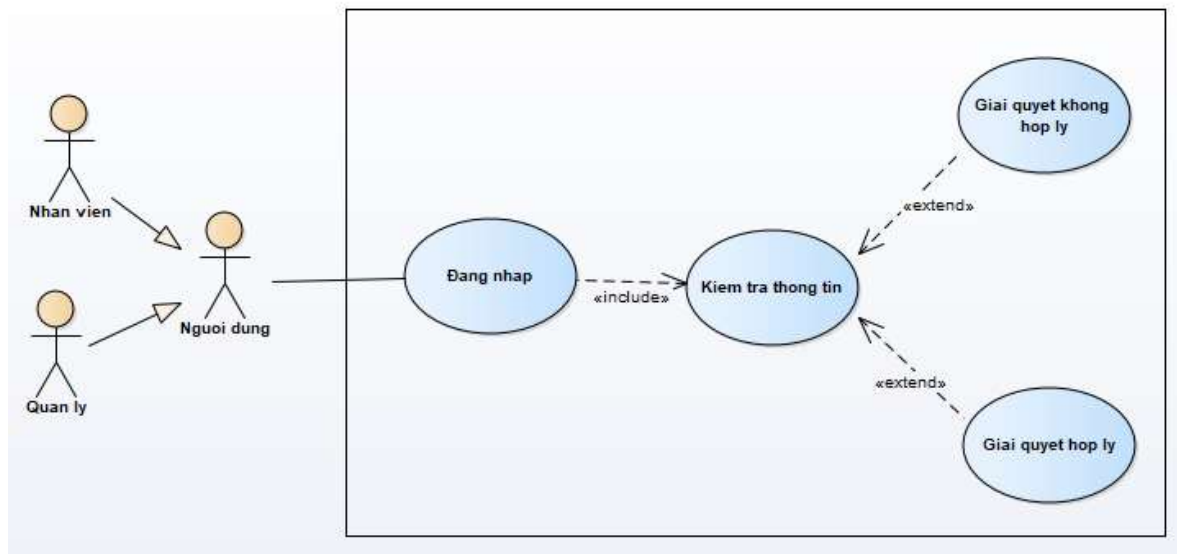 Nhan vien
Quan ly
Nguoi dung
Đang nhap
«include»
Kiem tra thong tin
«extend»
Giai quyet khong
hop ly
«extend»
Giai quyet hop ly